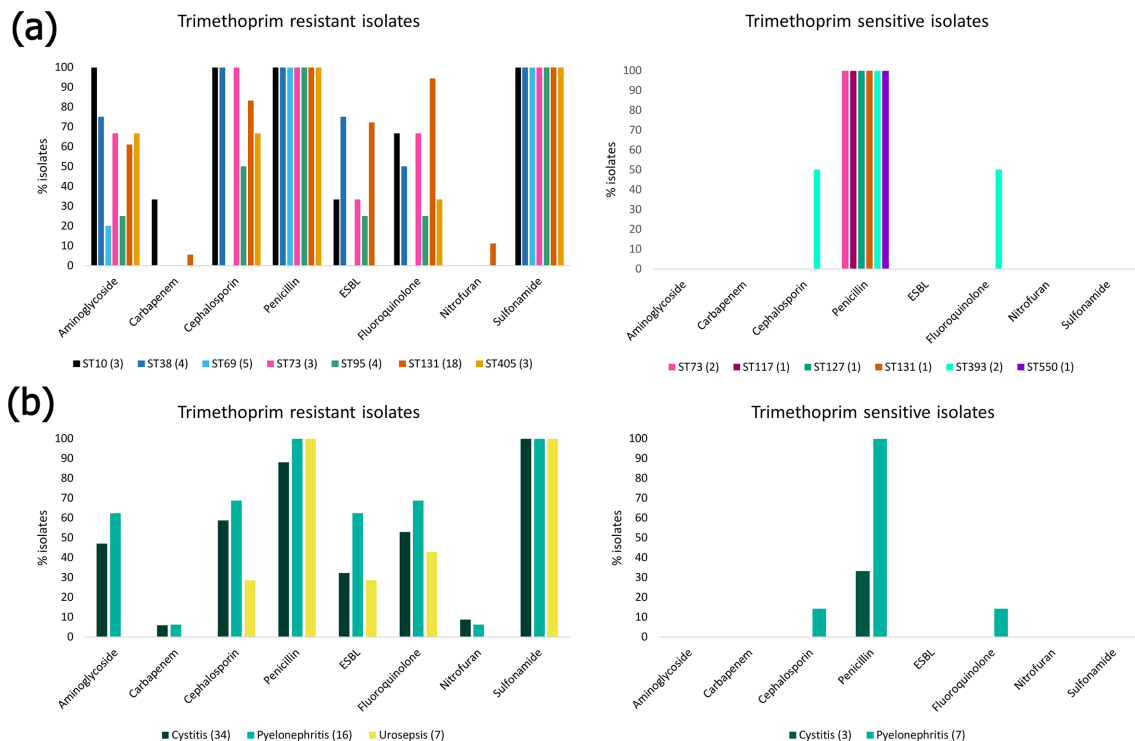 (a)
Trimethoprim resistant isolates
% isolates
100
90
80
70
60
50
40
30
20
10
0
Aminoglycoside
Carbapenem
Cephalosporin
Penicillin
ESBL
Fluoroquinolone
Nitrofuran
Sulfonamide
ST10 (3) ST38 (4) ST69 (5) ST73 (3) ST95 (4) ST131 (18) ST405 (3)
Trimethoprim sensitive isolates
% isolates
100
90
80
70
60
50
40
30
20
10
0
Aminoglycoside
Carbapenem
Cephalosporin
Penicillin
ESBL
Fluoroquinolone
Nitrofuran
Sulfonamide
ST73 (2) ST117 (1) ST127 (1) ST131 (1) ST393 (2) ST550 (1)
(b)
Trimethoprim resistant isolates
% isolates
100
90
80
70
60
50
40
30
20
10
0
Aminoglycoside
Carbapenem
Cephalosporin
Penicillin
ESBL
Fluoroquinolone
Nitrofuran
Sulfonamide
Cystitis (34) Pyelonephritis (16) Urosepsis (7)
Trimethoprim sensitive isolates
% isolates
100
90
80
70
60
50
40
30
20
10
0
Aminoglycoside
Carbapenem
Cephalosporin
Penicillin
ESBL
Fluoroquinolone
Nitrofuran
Sulfonamide
Cystitis (3) Pyelonephritis (7)